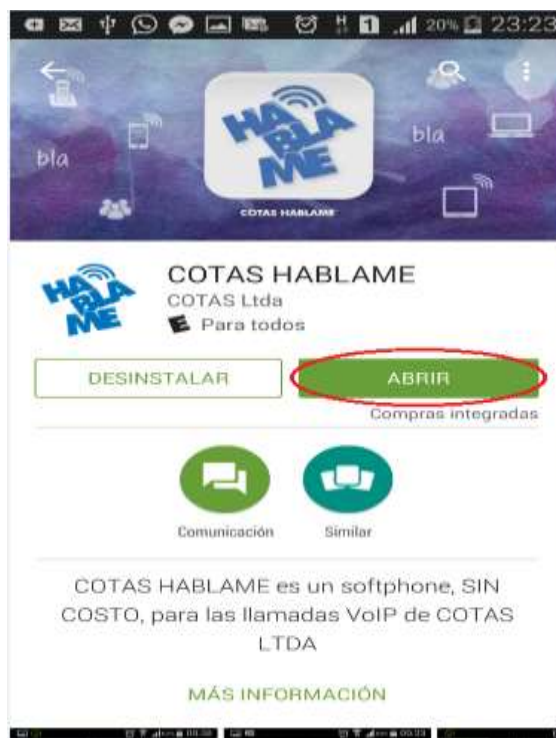 1 20% 23:23
bla
bla
HABLAME
COTAS HABLAME
HABLAME
COTAS HABLAME
COTAS Ltda
E Para todos
DESINSTALAR
ABRIR
Compras integradas
Comunicación
Similar
COTAS HABLAME es un softphone, SIN
COSTO, para las llamadas VoIP de COTAS
LTDA
MÁS INFORMACIÓN